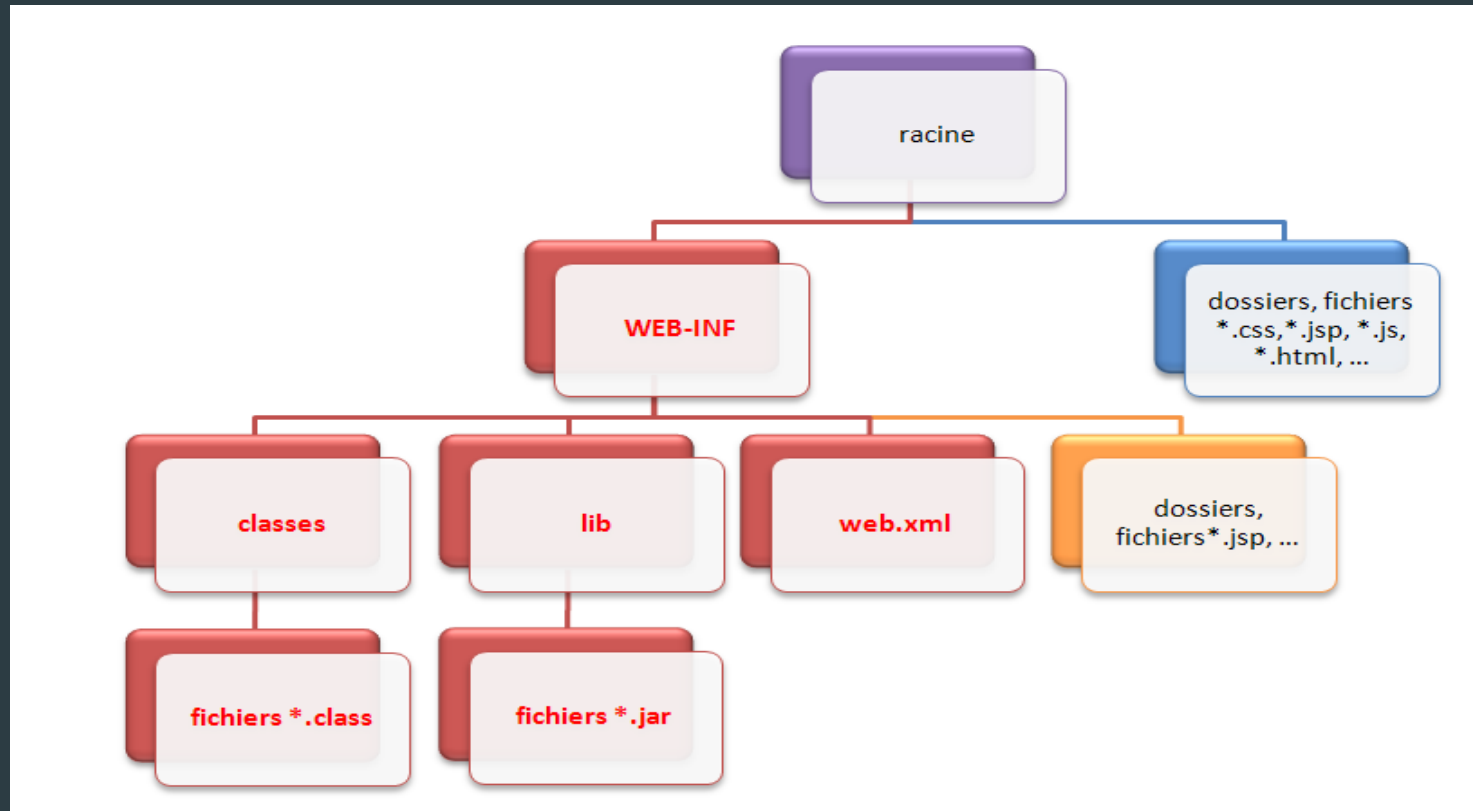 racine
WEB-INF
dossiers, fichiers
*.css,*.jsp, *.js,
*.html, ...
classes
lib
web.xml
dossiers,
fichiers*.jsp, ...
fichiers *.class
fichiers *.jar